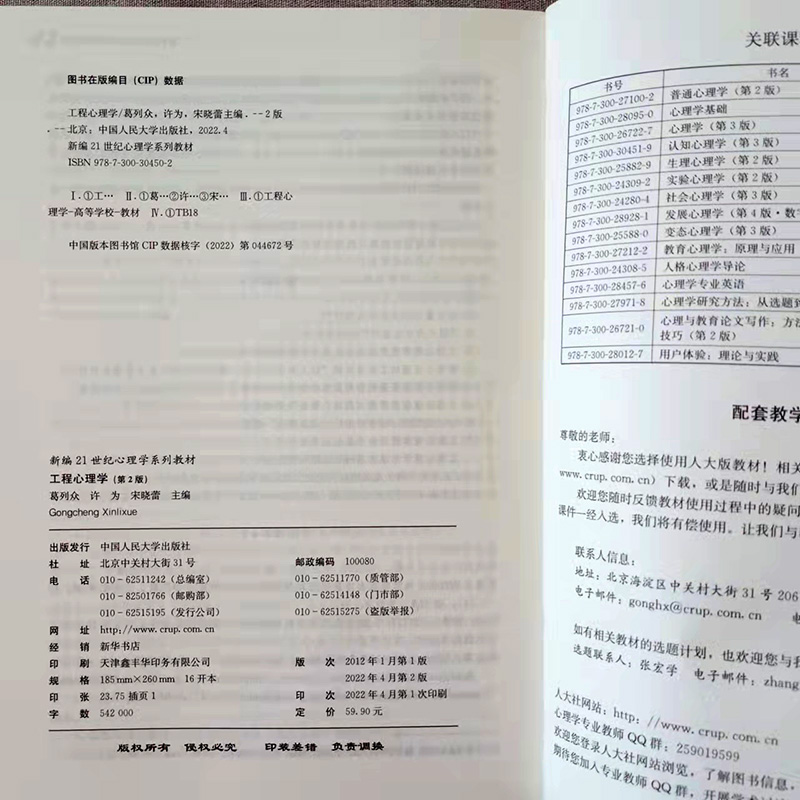 图书在版编目（CIP）数据
工程心理学/葛列众，许为，宋晓蕾主编. --2版
. --北京：中国人民大学出版社，2022.4
新编21世纪心理学系列教材
ISBN 978-7-300-30450-2
Ⅰ.①工… Ⅱ.①葛…②许…③宋… Ⅲ.①工程心
理学-高等学校-教材 Ⅳ.①TB18
中国版本图书馆CIP数据核字（2022）第044672号
新编21世纪心理学系列教材
工程心理学（第2版）
葛列众 许 为 宋晓蕾 主编
Gongcheng Xinlixue
出版发行 中国人民大学出版社
社 址 北京中关村大街31号 邮政编码 100080
电 话 010-62511242（总编室） 010-62511770（质管部）
010-82501766（邮购部） 010-62514148（门市部）
010-62515195（发行公司） 010-62515275（盗版举报）
网 址 http://www.crup.com.cn
经 销 新华书店
印 刷 天津鑫丰华印务有限公司 版 次 2012年1月第1版
规 格 185mm×260mm 16开本 2022年4月第2版
印 张 23.75 插页1 印 次 2022年4月第1次印刷
字 数 542 000 定 价 59.90元
版权所有 侵权必究 印装差错 负责调换
关联课
书号 书名
978-7-300-27100-2 普通心理学（第2版）
978-7-300-28095-0 心理学基础
978-7-300-26722-7 心理学（第3版）
978-7-300-30451-9 认知心理学（第3版）
978-7-300-25882-9 生理心理学（第2版）
978-7-300-24309-2 实验心理学（第2版）
978-7-300-24280-4 社会心理学（第3版）
978-7-300-28928-1 发展心理学（第4版·数
978-7-300-25588-0 变态心理学（第3版）
978-7-300-27212-2 教育心理学：原理与应用
978-7-300-24308-5 人格心理学导论
978-7-300-28457-6 心理学专业英语
978-7-300-27971-8 心理学研究方法：从选题到
978-7-300-26721-0 心理与教育论文写作：方法
技巧（第2版）
978-7-300-28012-7 用户体验：理论与实践
配套教学
尊敬的老师：
衷心感谢您选择使用人大版教材！相关
www.crup.com.cn）下载，或是随时与我们
欢迎您随时反馈教材使用过程中的疑问
课件一经入选，我们将有偿使用。让我们与
联系人信息：
地址：北京海淀区中关村大街31号206
电子邮件：gonghx@crup.com.cn 电
如有相关教材的选题计划，也欢迎您与我
选题联系人：张宏学 电子邮件：zhang
人大社网站：http://www.crup.com.c
心理学专业教师QQ群：259019599
欢迎您登录人大社网站浏览，了解图书信息，
期待您加入专业教师QQ群，开展学术